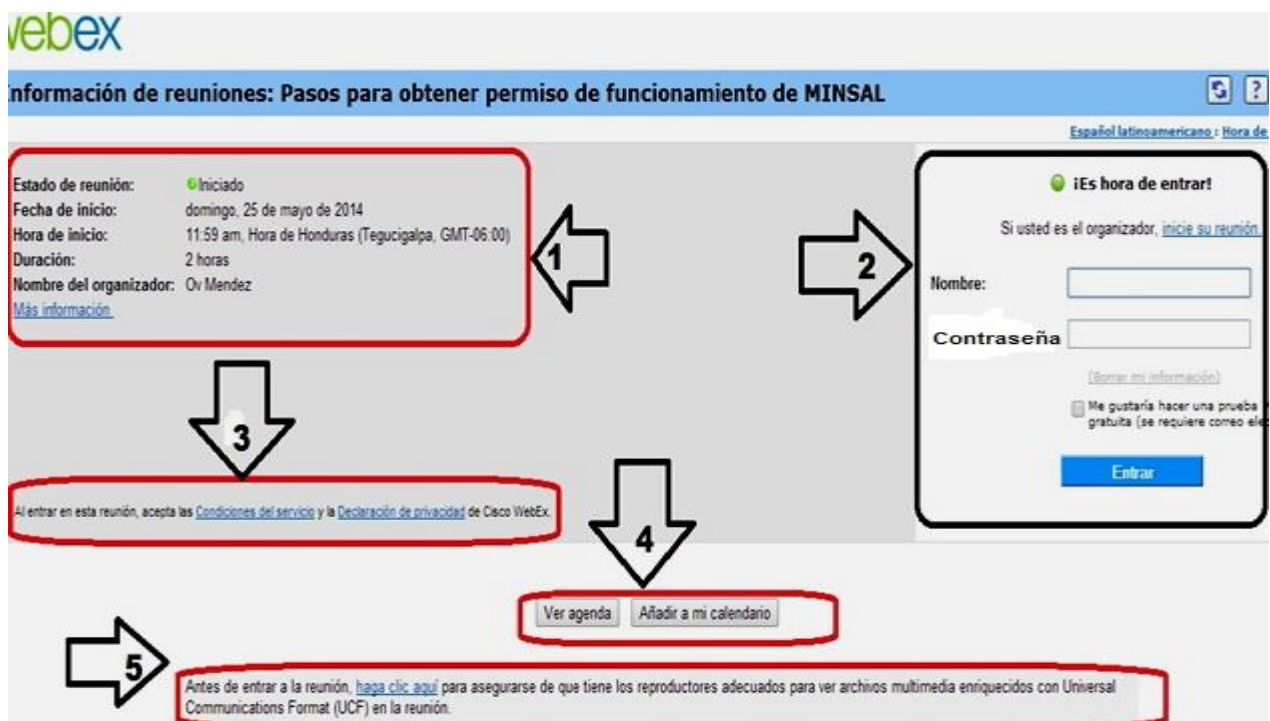 webex
Información de reuniones: Pasos para obtener permiso de funcionamiento de MINSAL
?
Español latinoamericano : Hora de
Estado de reunión: Iniciado
Fecha de inicio: domingo, 25 de mayo de 2014
Hora de inicio: 11:59 am, Hora de Honduras (Tegucigalpa, GMT-06:00)
Duración: 2 horas
Nombre del organizador: Ov Mendez
Más información
1
2
¡Es hora de entrar!
Si usted es el organizador, inicie su reunión.
Nombre:
Contraseña
(Borrar mi información)
Me gustaría hacer una prueba
gratuita (se requiere correo ele
Entrar
3
Al entrar en esta reunión, acepta las Condiciones del servicio y la Declaración de privacidad de Cisco WebEx.
4
Ver agenda Añadir a mi calendario
5
Antes de entrar a la reunión, haga clic aquí para asegurarse de que tiene los reproductores adecuados para ver archivos multimedia enriquecidos con Universal
Communications Format (UCF) en la reunión.